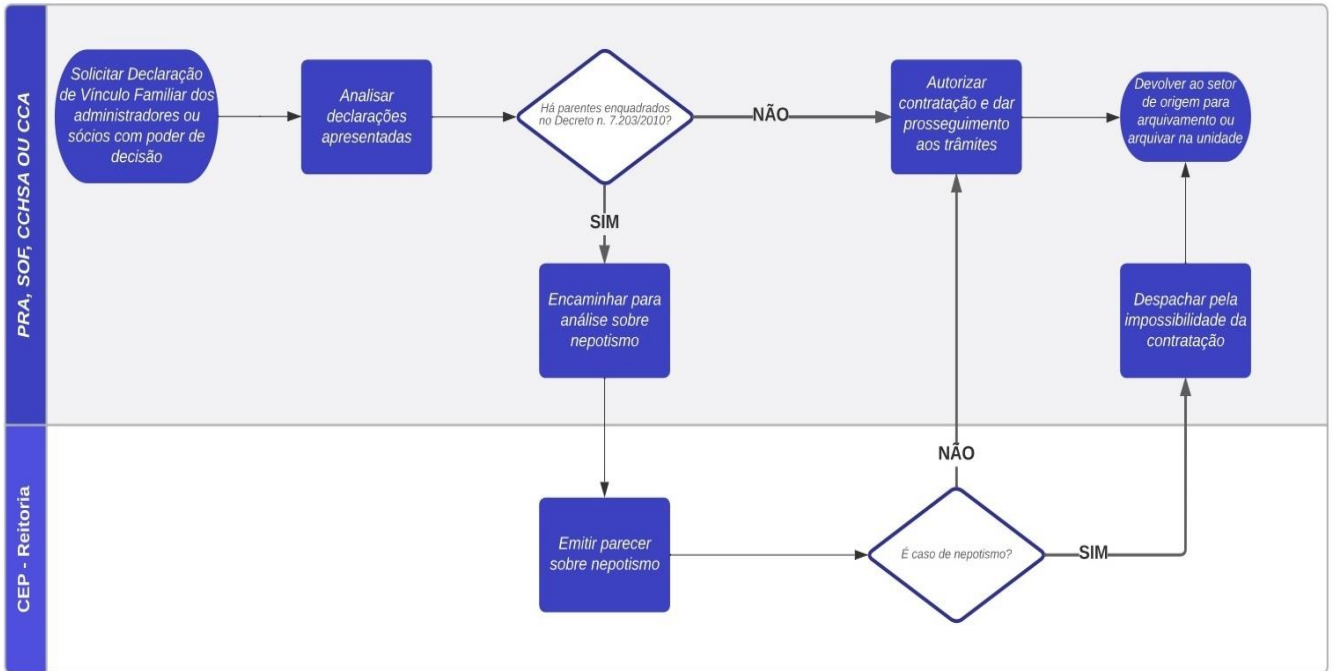 PRA, SOF, CCHSA OU CCA
Solicitar Declaração
de Vínculo Familiar dos
administradores ou
sócios com poder de
decisão
Analisar
declarações
apresentadas
Há parentes enquadrados
no Decreto n. 7.203/2010?
NÃO
Autorizar
contratação e dar
prosseguimento
aos trâmites
Devolver ao setor
de origem para
arquivamento ou
arquivar na unidade
SIM
Encaminhar para
análise sobre
nepotismo
Despachar pela
impossibilidade da
contratação
CEP - Reitoria
Emitir parecer
sobre nepotismo
É caso de nepotismo?
NÃO
SIM